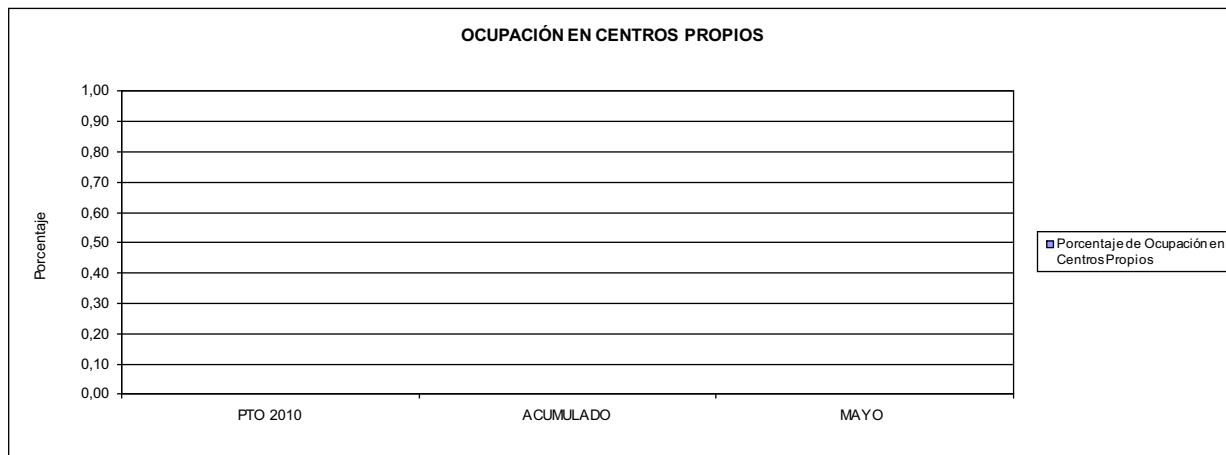 OCUPACIÓN EN CENTROS PROPIOS
1,00
0,90
0,80
0,70
0,60
0,50
0,40
0,30
0,20
0,10
0,00
Porcentaje
PTO 2010
ACUMULADO
MAYO
Porcentaje de Ocupación en
Centros Propios